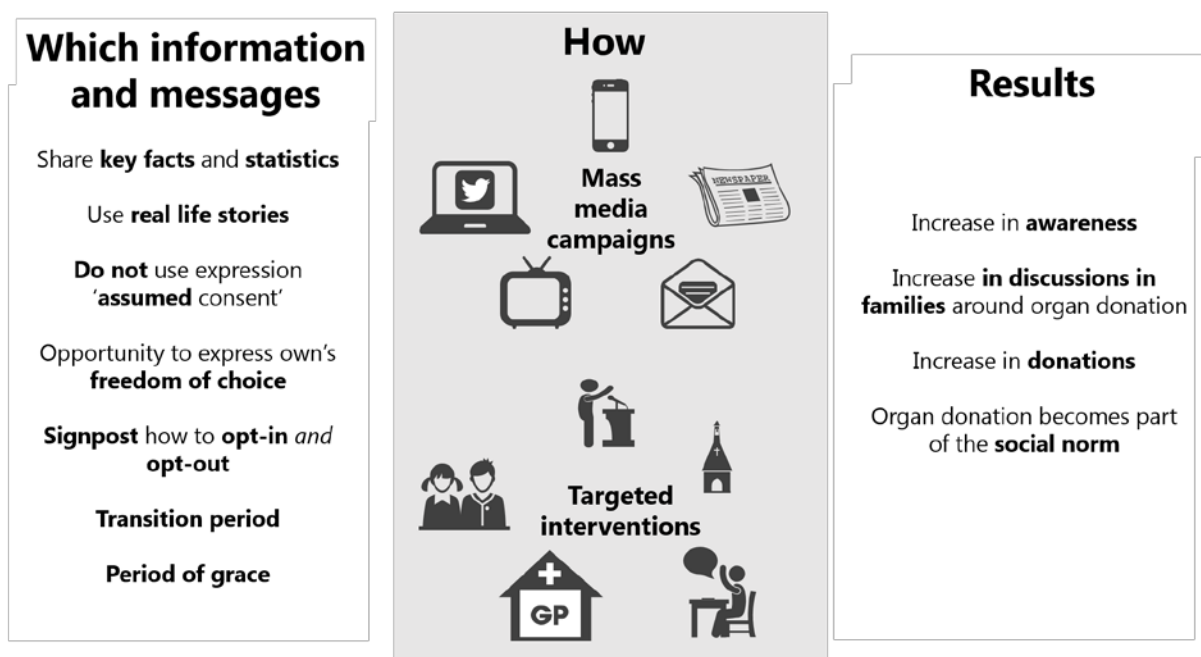 Which information
and messages
Share key facts and statistics
Use real life stories
Do not use expression
‘assumed consent’
Opportunity to express own’s
freedom of choice
Signpost how to opt-in and
opt-out
Transition period
Period of grace
How
NEWSPAPER
Mass
media
campaigns
Targeted
interventions
GP
Results
Increase in awareness
Increase in discussions in
families around organ donation
Increase in donations
Organ donation becomes part
of the social norm